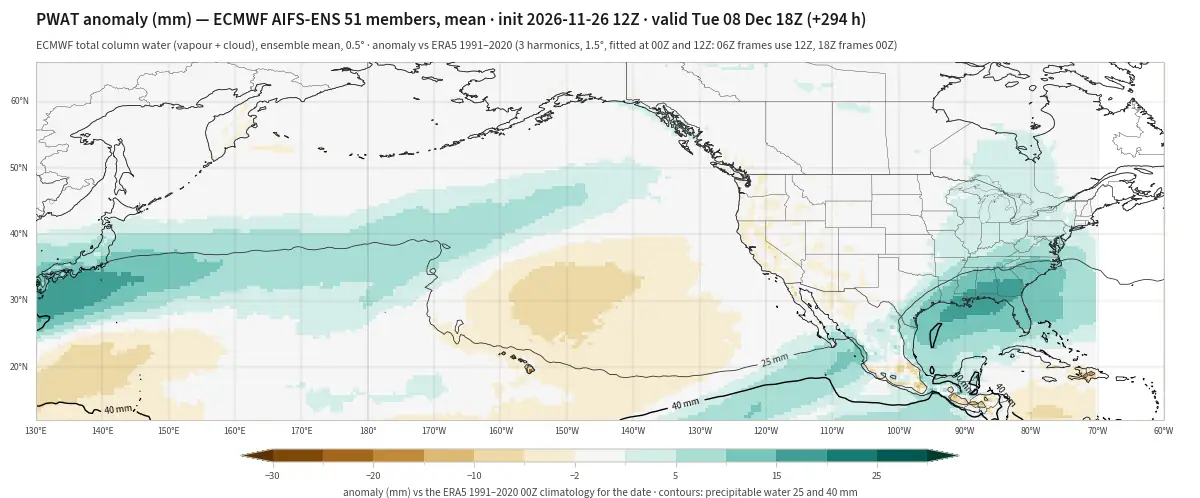 PWAT anomaly (mm) — ECMWF AIFS-ENS 51 members, mean · init 2026-11-26 12Z · valid Tue 08 Dec 18Z (+294 h)
ECMWF total column water (vapour + cloud), ensemble mean, 0.5° · anomaly vs ERA5 1991–2020 (3 harmonics, 1.5°, fitted at 00Z and 12Z: 06Z frames use 12Z, 18Z frames 00Z)
60°N
50°N
40°N
30°N
20°N
25 mm
40 mm
40 mm
130°E 140°E 150°E 160°E 170°E 180° 170°W 160°W 150°W 140°W 130°W 120°W 110°W 100°W 90°W 80°W 70°W 60°W
−30 −20 −10 −2 5 15 25
anomaly (mm) vs the ERA5 1991–2020 00Z climatology for the date · contours: precipitable water 25 and 40 mm